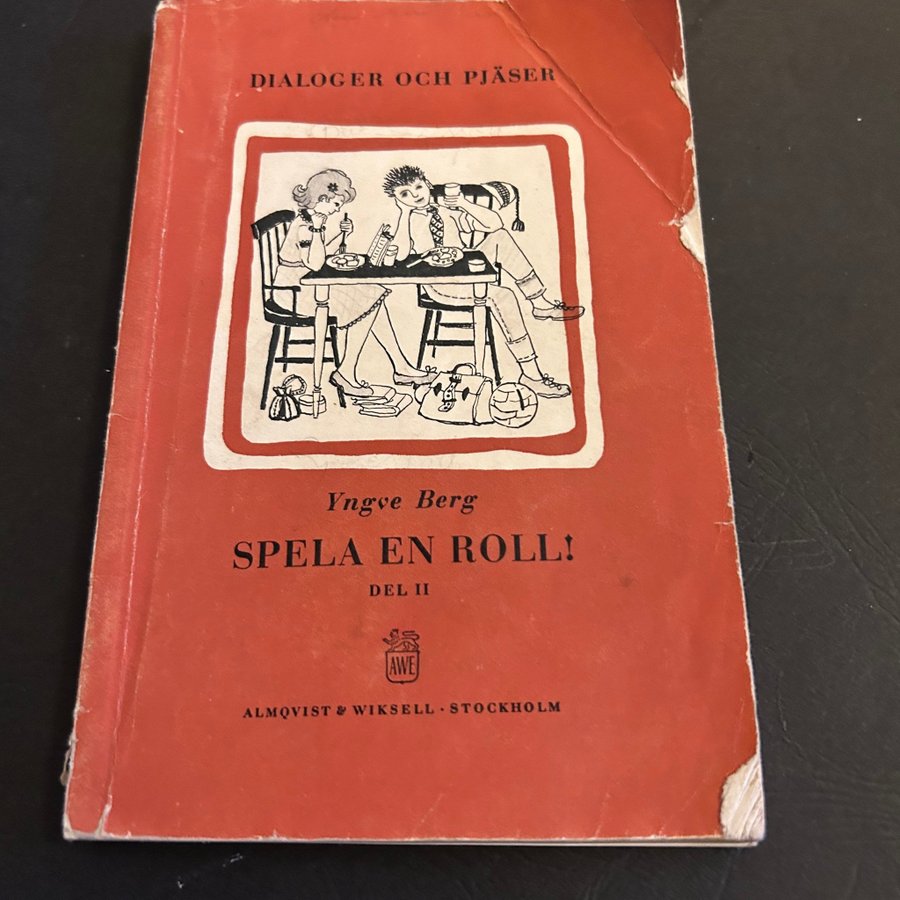 DIALOGER OCH PJÄSER
Yngve Berg
SPELA EN ROLL!
DEL II
AWE
ALMQVIST & WIKSELL · STOCKHOLM